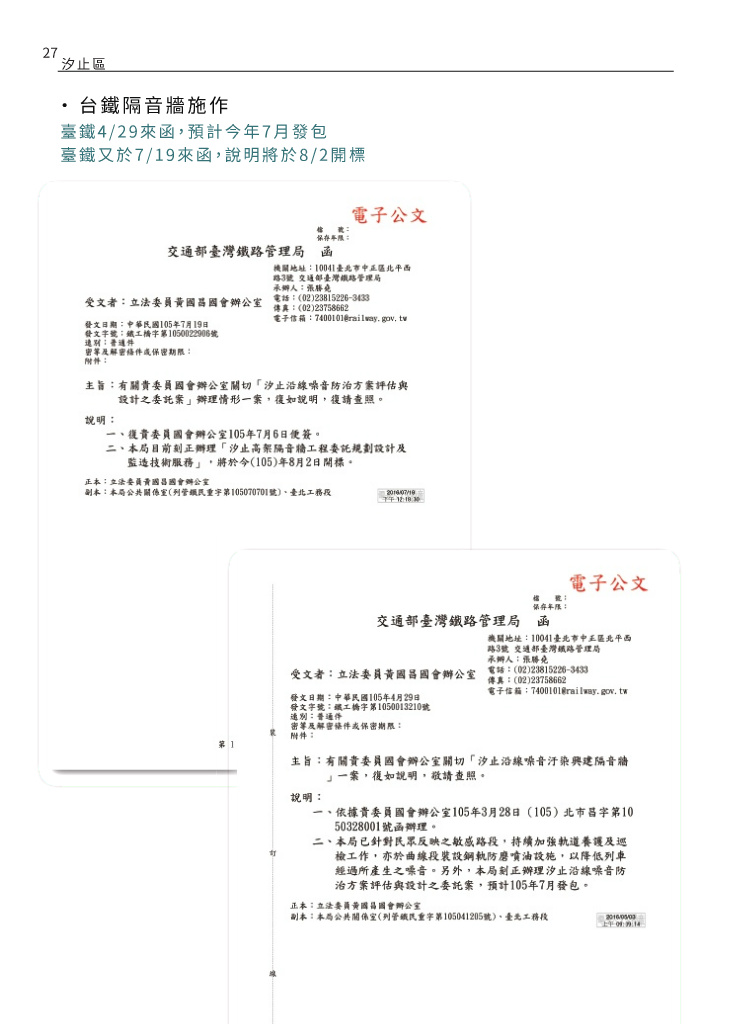 27
汐止區
• 台鐵隔音牆施作
臺鐵4/29來函，預計今年7月發包
臺鐵又於7/19來函，說明將於8/2開標
電子公文
檔　號：
保存年限：
交通部臺灣鐵路管理局　函
機關地址：10041臺北市中正區北平西
路3號 交通部臺灣鐵路管理局
承辦人：張勝堯
電話：(02)23815226-3433
傳真：(02)23758662
電子信箱：7400101@railway.gov.tw
受文者：立法委員黃國昌國會辦公室
發文日期：中華民國105年7月19日
發文字號：鐵工橋字第1050022906號
速別：普通件
密等及解密條件或保密期限：
附件：
主旨：有關貴委員國會辦公室關切「汐止沿線噪音防治方案評估與
設計之委託案」辦理情形一案，復如說明，復請查照。
說明：
一、復貴委員國會辦公室105年7月6日便簽。
二、本局目前刻正辦理「汐止高架隔音牆工程委託規劃設計及
監造技術服務」，將於今(105)年8月2日開標。
正本：立法委員黃國昌國會辦公室
副本：本局公共關係室(列管鐵民重字第105070701號)、臺北工務段
2016/07/19
下午 12:19:30
第 1
電子公文
檔　號：
保存年限：
交通部臺灣鐵路管理局　函
機關地址：10041臺北市中正區北平西
路3號 交通部臺灣鐵路管理局
承辦人：張勝堯
電話：(02)23815226-3433
傳真：(02)23758662
電子信箱：7400101@railway.gov.tw
受文者：立法委員黃國昌國會辦公室
發文日期：中華民國105年4月29日
發文字號：鐵工橋字第1050013210號
速別：普通件
密等及解密條件或保密期限：
附件：
裝
主旨：有關貴委員國會辦公室關切「汐止沿線噪音汙染興建隔音牆
」一案，復如說明，敬請查照。
說明：
一、依據貴委員國會辦公室105年3月28日（105）北市昌字第10
50328001號函辦理。
二、本局已針對民眾反映之敏感路段，持續加強軌道養護及巡
檢工作，亦於曲線段裝設鋼軌防磨噴油設施，以降低列車
經過所產生之噪音。另外，本局刻正辦理汐止沿線噪音防
治方案評估與設計之委託案，預計105年7月發包。
訂
正本：立法委員黃國昌國會辦公室
副本：本局公共關係室(列管鐵民重字第105041205號)、臺北工務段
2016/05/03
上午 09:39:14
線